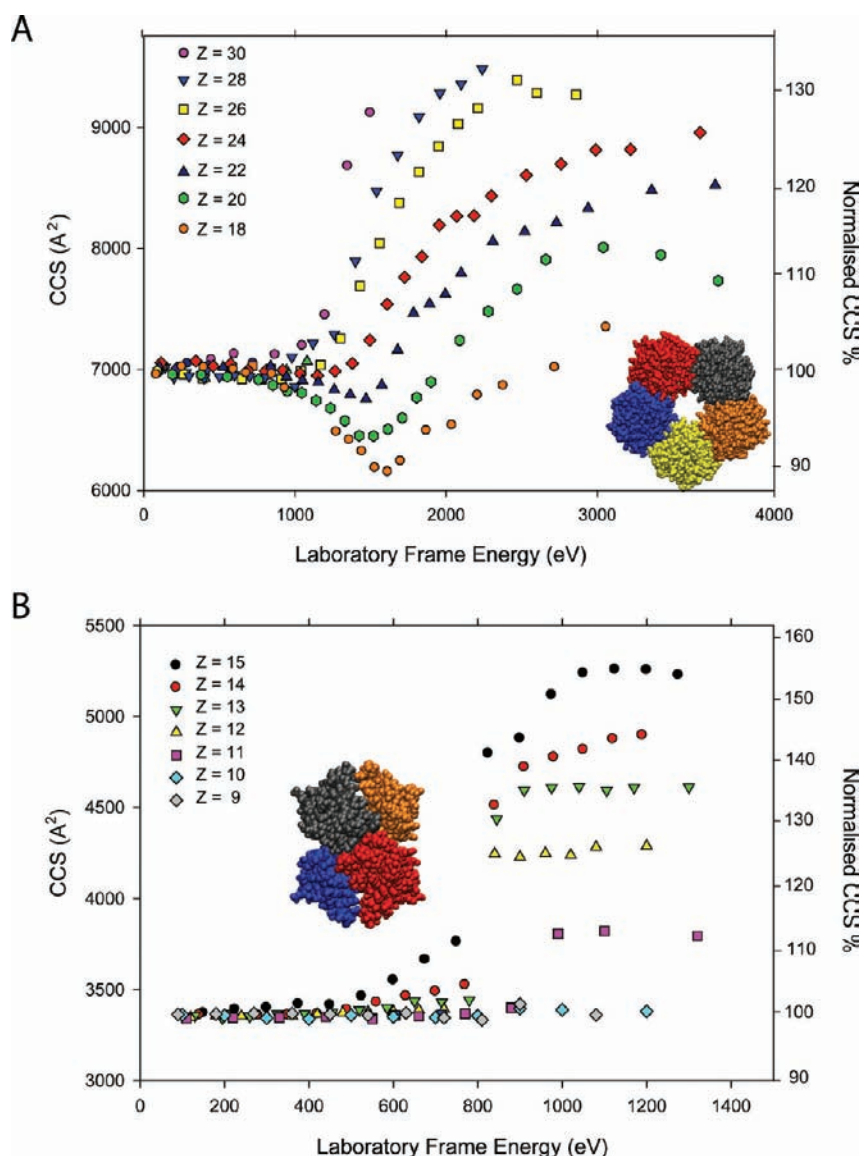 A
Z = 30
Z = 28
Z = 26
Z = 24
Z = 22
Z = 20
Z = 18
CCS (A²)
9000
8000
7000
6000
130
120
110
100
90
Normalised CCS %
0
1000
2000
3000
4000
Laboratory Frame Energy (eV)
B
Z = 15
Z = 14
Z = 13
Z = 12
Z = 11
Z = 10
Z = 9
CCS (A²)
5500
5000
4500
4000
3500
3000
160
150
140
130
120
110
100
90
Normalised CCS %
0
200
400
600
800
1000
1200
1400
Laboratory Frame Energy (eV)